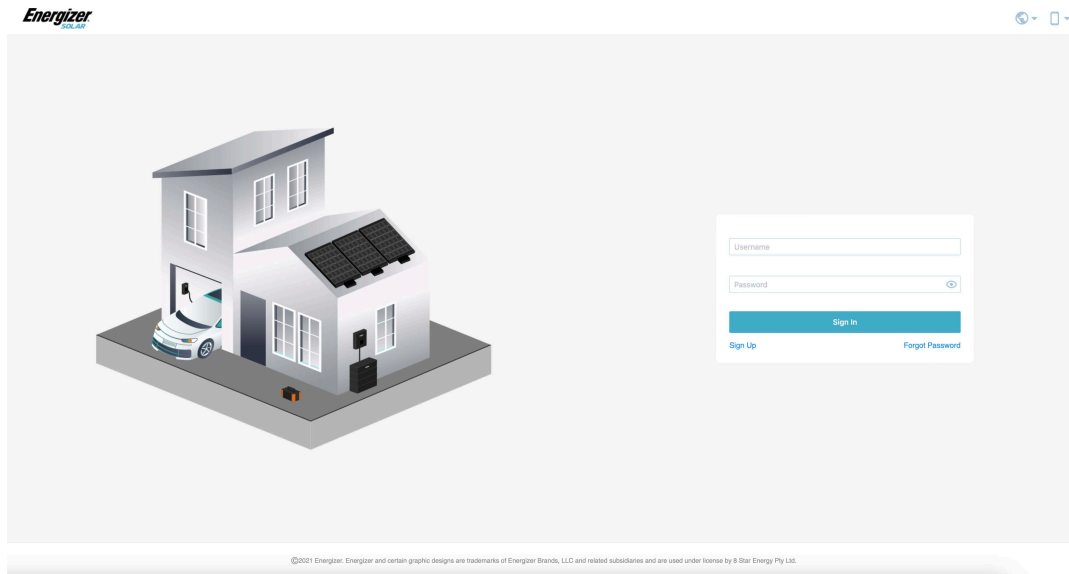 Energizer
SOLAR
Username
Password
Sign In
Sign Up
Forgot Password
©2021 Energizer. Energizer and certain graphic designs are trademarks of Energizer Brands, LLC and related subsidiaries and are used under license by 8 Star Energy Pty Ltd.